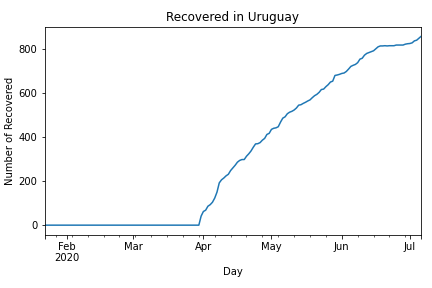 Recovered in Uruguay
Number of Recovered
800
600
400
200
0
Feb
2020
Mar
Apr
May
Jun
Jul
Day